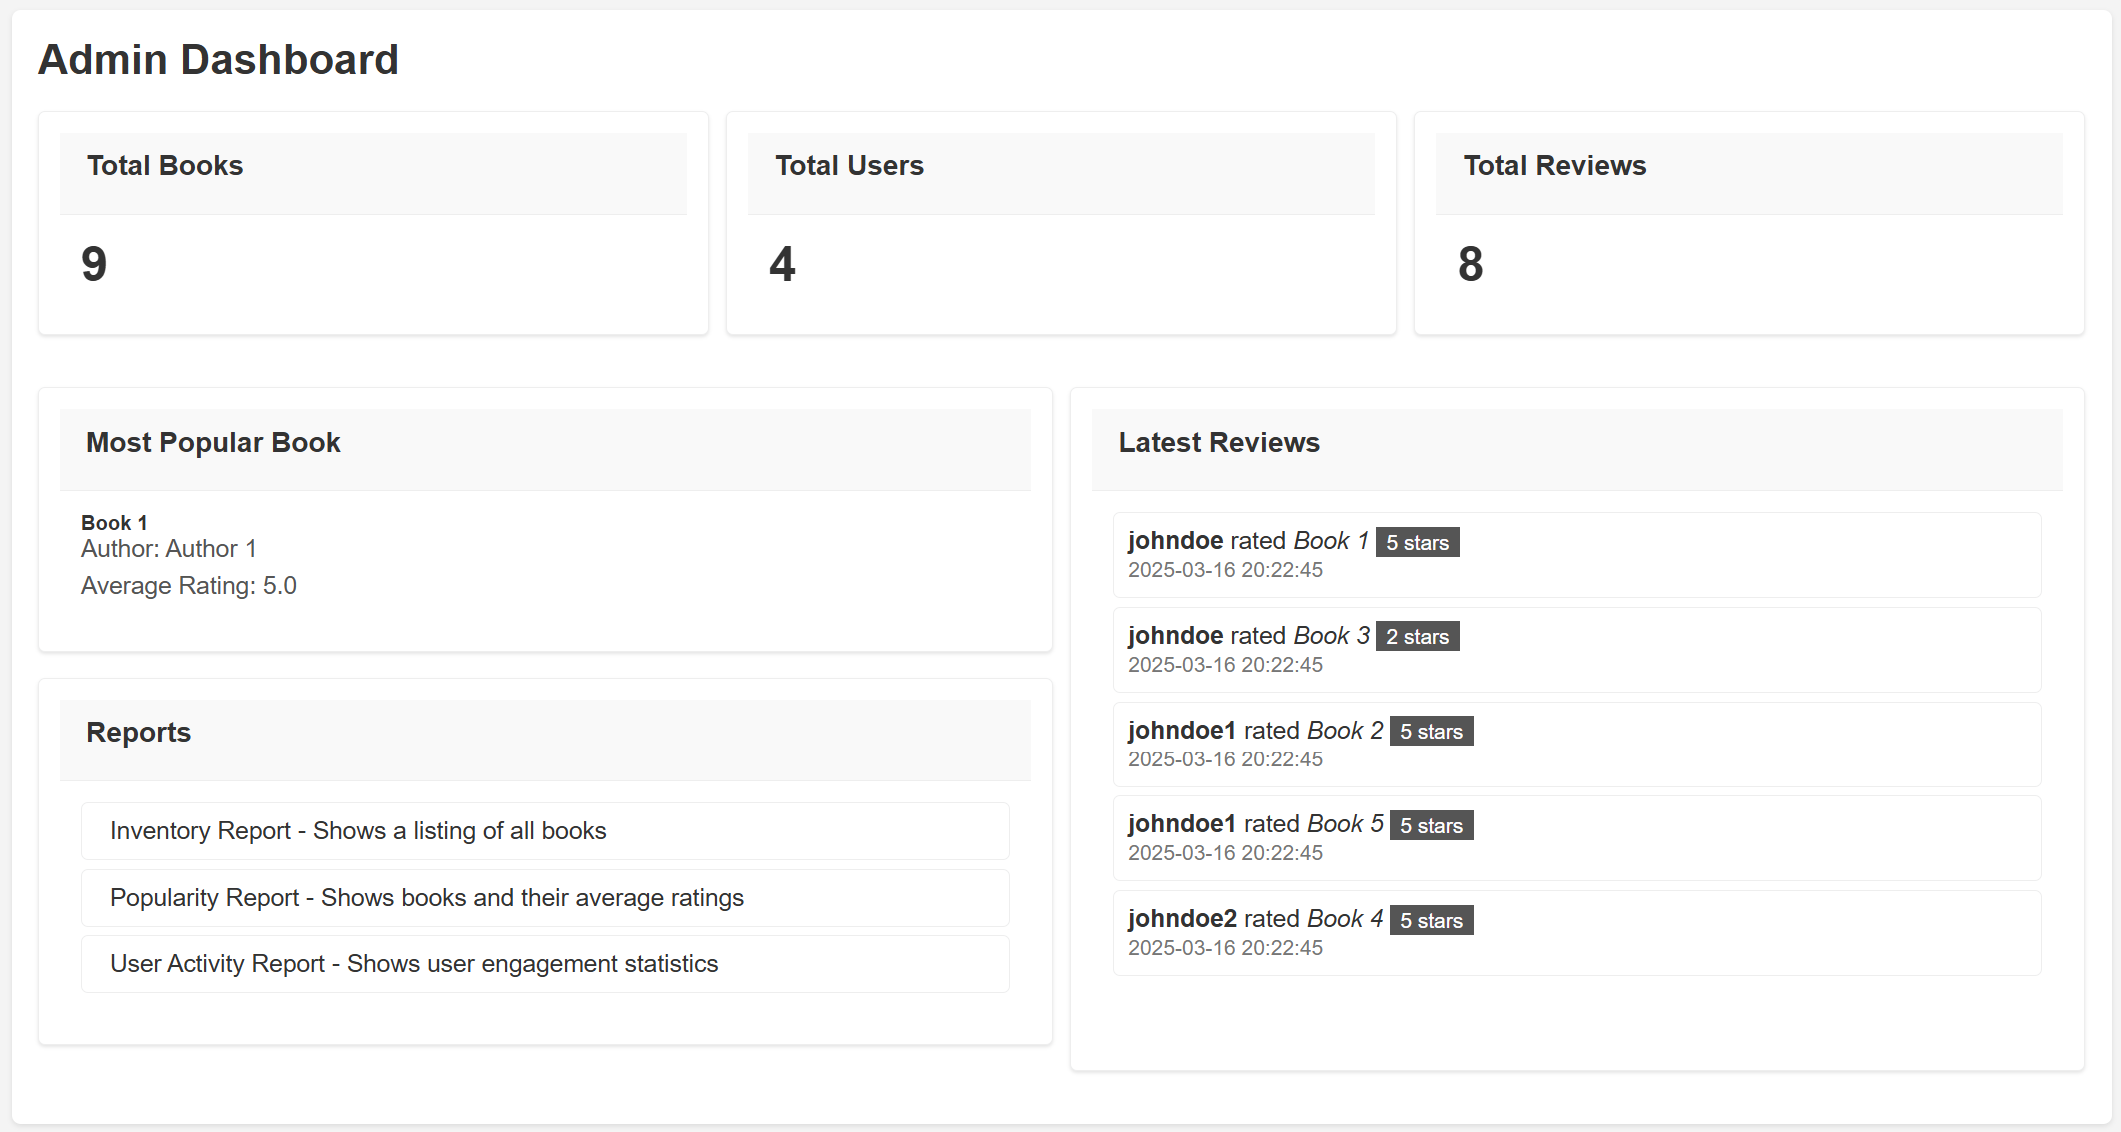 Admin Dashboard
Total Books
9
Total Users
4
Total Reviews
8
Most Popular Book
Book 1
Author: Author 1
Average Rating: 5.0
Reports
Inventory Report - Shows a listing of all books
Popularity Report - Shows books and their average ratings
User Activity Report - Shows user engagement statistics
Latest Reviews
johndoe rated Book 1 5 stars
2025-03-16 20:22:45
johndoe rated Book 3 2 stars
2025-03-16 20:22:45
johndoe1 rated Book 2 5 stars
2025-03-16 20:22:45
johndoe1 rated Book 5 5 stars
2025-03-16 20:22:45
johndoe2 rated Book 4 5 stars
2025-03-16 20:22:45